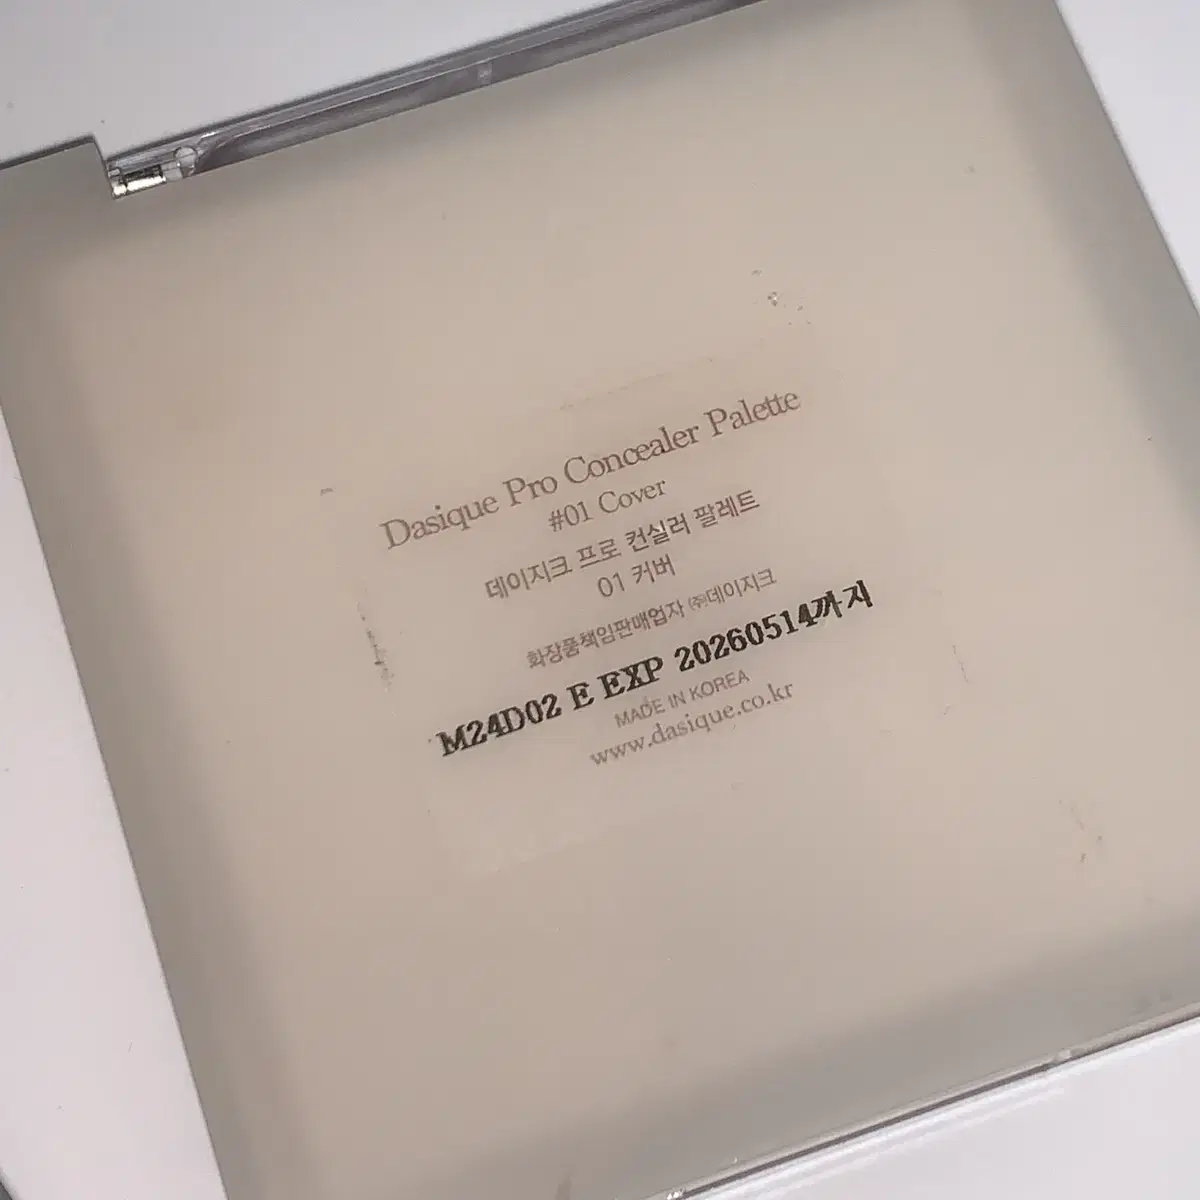 Dasique Pro Concealer Palette
#01 Cover
데이지크 프로 컨실러 팔레트
01 커버
화장품책임판매업자 ㈜데이지크
M24D02 E EXP 20260514까지
MADE IN KOREA
www.dasique.co.kr